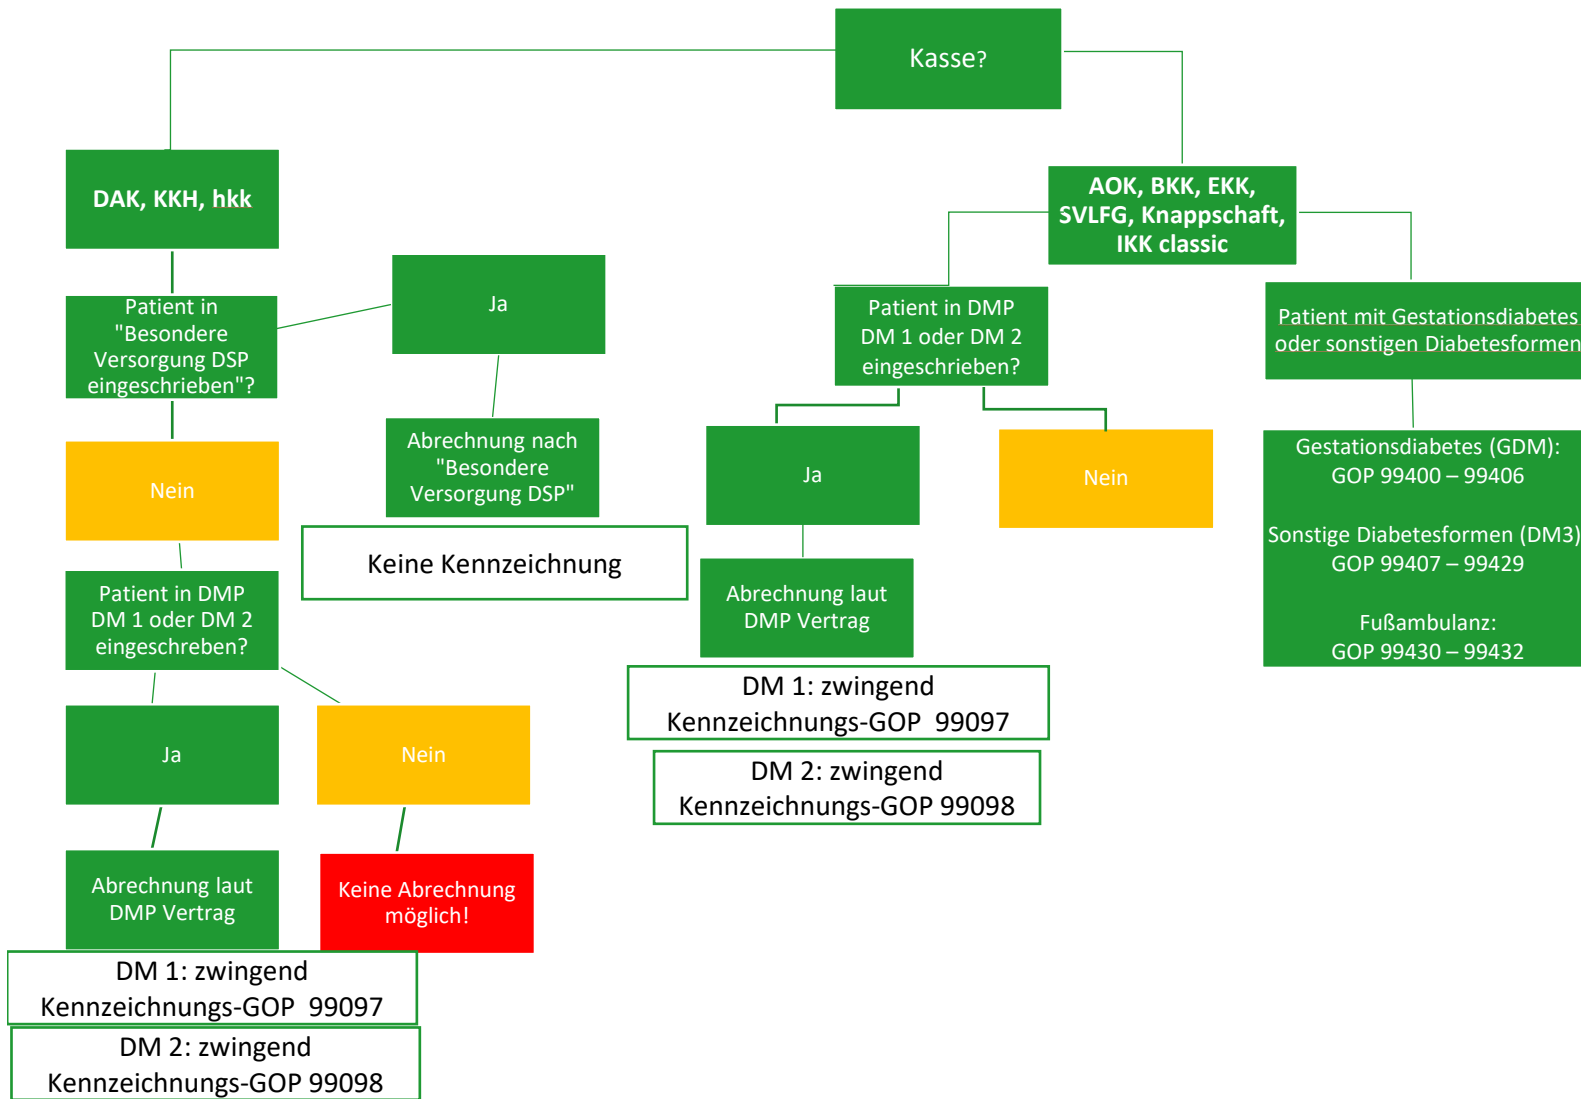 Kasse?
DAK, KKH, hkk
Patient in
"Besondere
Versorgung DSP
eingeschrieben"?
Ja
Abrechnung nach
"Besondere
Versorgung DSP"
Keine Kennzeichnung
Nein
Patient in DMP
DM 1 oder DM 2
eingeschreben?
Ja
Nein
Abrechnung laut
DMP Vertrag
Keine Abrechnung
möglich!
DM 1: zwingend
Kennzeichnungs-GOP 99097
DM 2: zwingend
Kennzeichnungs-GOP 99098
AOK, BKK, EKK,
SVLFG, Knappschaft,
IKK classic
Patient in DMP
DM 1 oder DM 2
eingeschrieben?
Ja
Nein
Abrechnung laut
DMP Vertrag
DM 1: zwingend
Kennzeichnungs-GOP 99097
DM 2: zwingend
Kennzeichnungs-GOP 99098
Patient mit Gestationsdiabetes
oder sonstigen Diabetesformen
Gestationsdiabetes (GDM):
GOP 99400 – 99406
Sonstige Diabetesformen (DM3)
GOP 99407 – 99429
Fußambulanz:
GOP 99430 – 99432